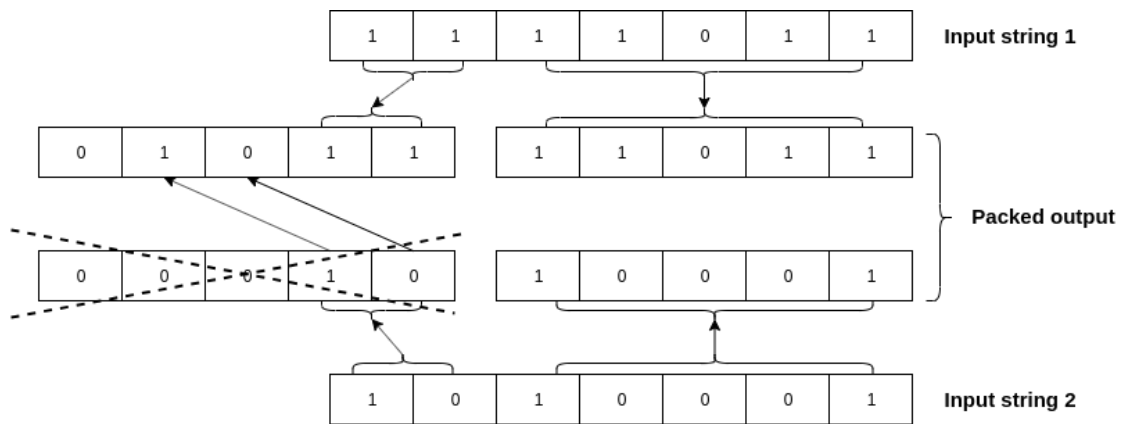 1 1 1 1 0 1 1 Input string 1
0 1 0 1 1 1 1 0 1 1
Packed output
0 0 0 1 0 1 0 0 0 1
1 0 1 0 0 0 1 Input string 2